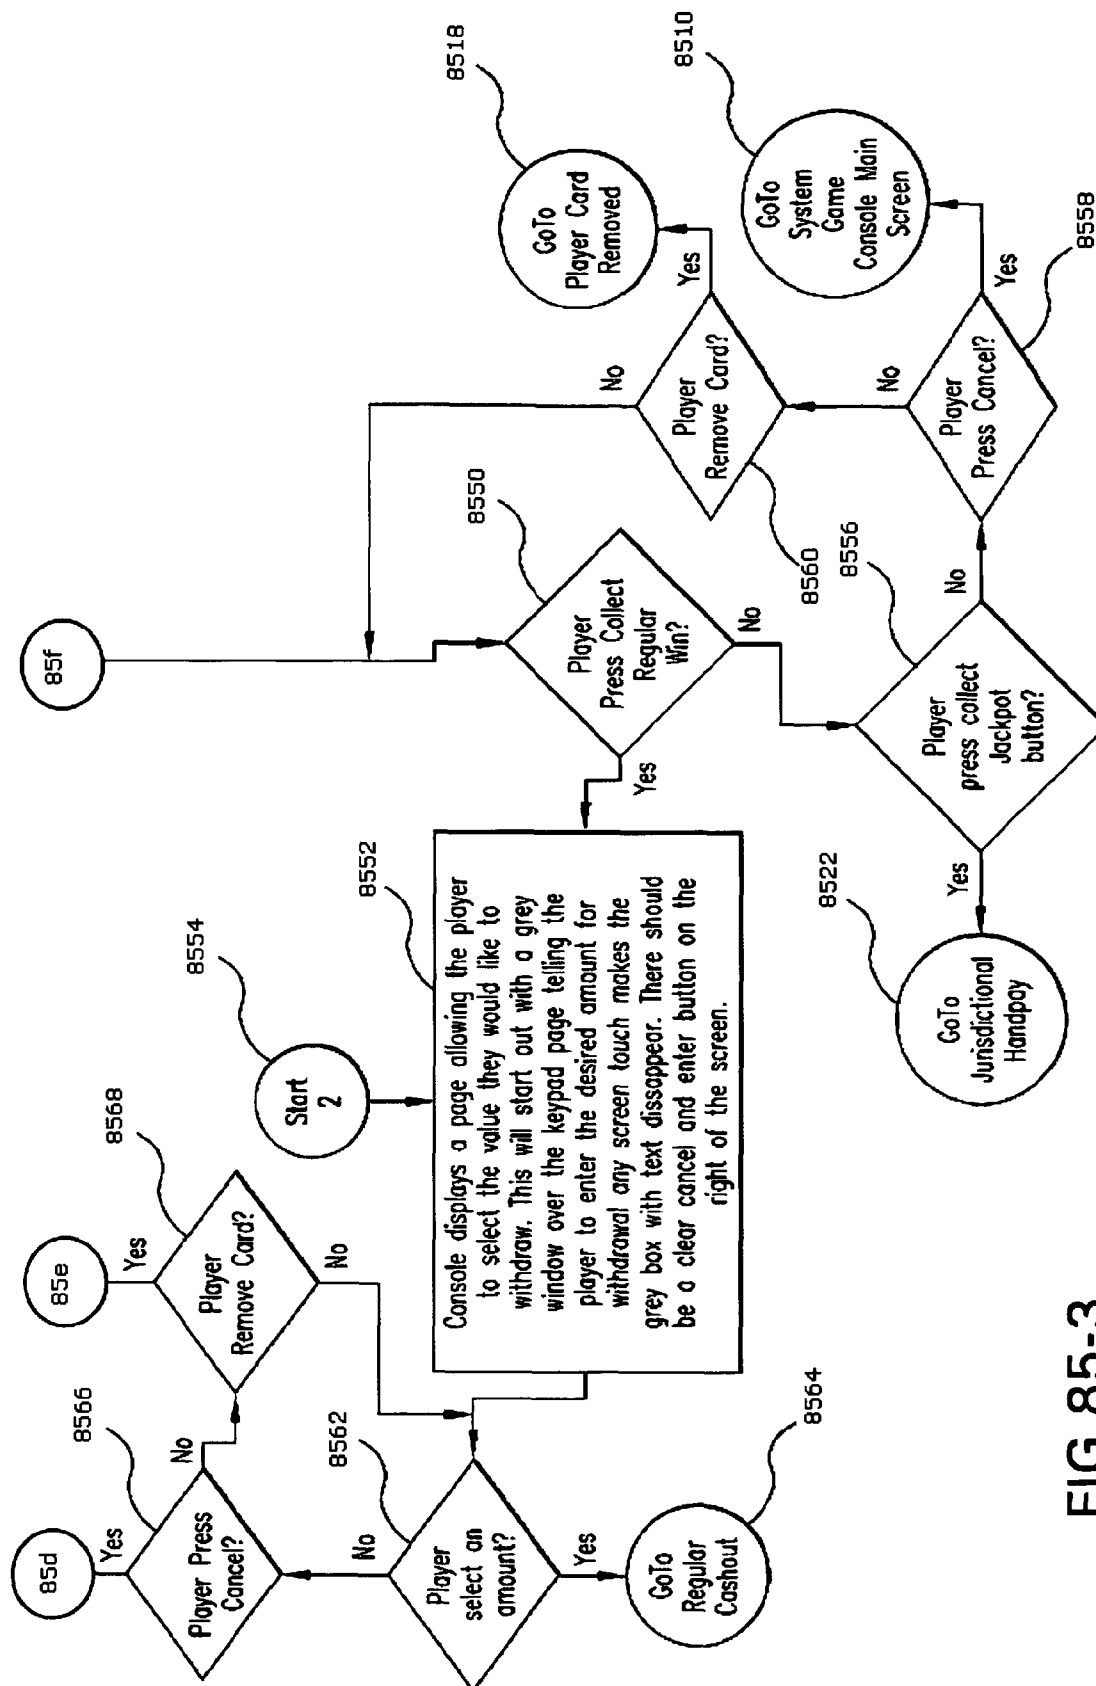 85d
Yes
8566
Player Press
Cancel?
No
85e
Yes
8568
Player
Remove Card?
No
8562
Player
select an
amount?
No
Yes
8564
GoTo
Regular
Cashout
8554
Start
2
8552
Console displays a page allowing the player
to select the value they would like to
withdraw. This will start out with a grey
window over the keypad page telling the
player to enter the desired amount for
withdrawal any screen touch makes the
grey box with text dissappear. There should
be a clear cancel and enter button on the
right of the screen.
85f
8550
Player
Press Collect
Regular
Win?
Yes
No
8522
GoTo
Jurisdictional
Handpay
Yes
8556
Player
press collect
Jackpot
button?
No
8560
Player
Remove Card?
No
Yes
8518
GoTo
Player Card
Removed
8558
Player
Press Cancel?
No
Yes
8510
GoTo
System
Game
Console Main
Screen
FIG 85-3